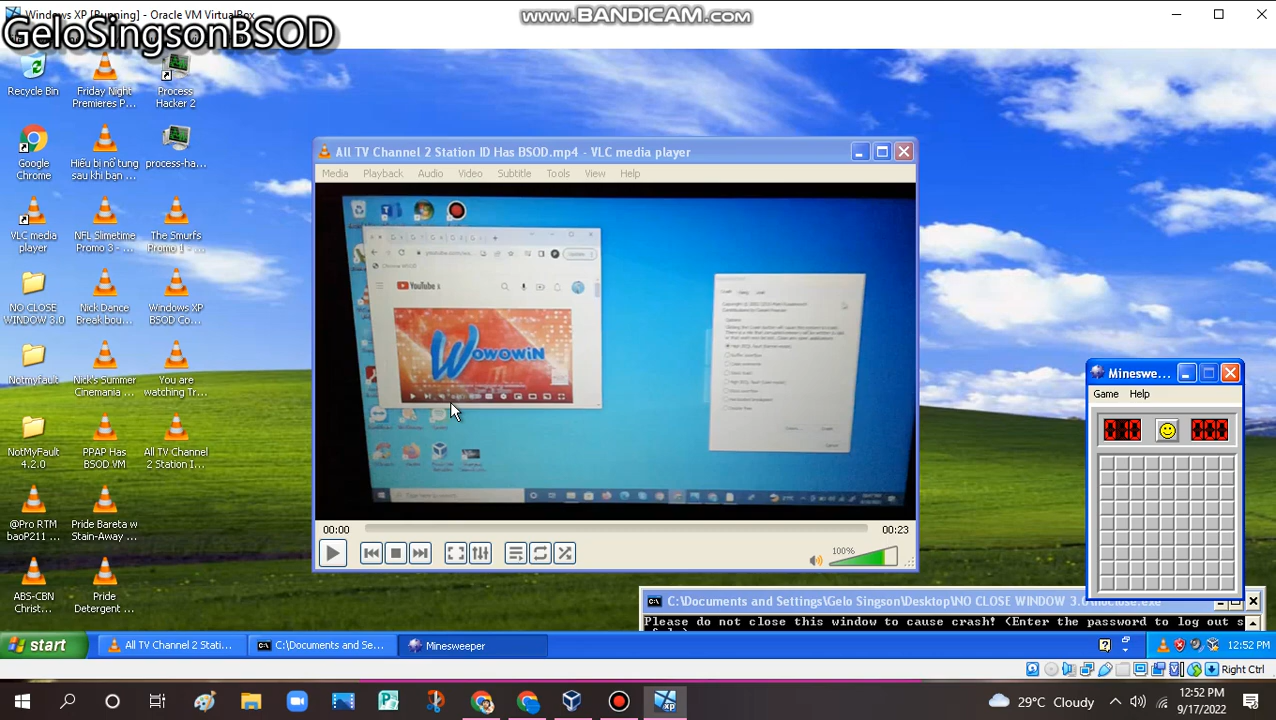 Windows XP [Running] - Oracle VM VirtualBox
www.BANDICAM.com
GeloSingsonBSOD
Recycle Bin
Friday Night
Premieres P...
Process
Hacker 2
Google
Chrome
Hiếu bi nổ tung
sau khi bạn ...
process-ha...
VLC media
player
NFL Slimetime
Promo 3 - ...
The Smurfs
Promo 1 - ...
NO CLOSE
WINDOW 3.0
Nick Dance
Break bou...
Windows XP
BSOD Co...
Notmyfault
Nick's Summer
Cinemania ...
You are
watching Tr...
NotMyFault
4.2.0
PPAP Has
BSOD VM
All TV Channel
2 Station I...
@Pro RTM
baoP211 ...
Pride Bareta w
Stain-Away ...
ABS-CBN
Christ...
Pride
Detergent ...
All TV Channel 2 Station ID Has BSOD.mp4 - VLC media player
Media Playback Audio Video Subtitle Tools View Help
YouTube
WOWOWiN
00:00
00:23
100%
Mineswe...
Game Help
C:\Documents and Settings\Gelo Singson\Desktop\NO CLOSE WINDOW 3.0\noclose.exe
Please do not close this window to cause crash! (Enter the password to log out s
start
All TV Channel 2 Stati...
C:\Documents and Se...
Minesweeper
12:52 PM
Right Ctrl
29°C Cloudy
12:52 PM
9/17/2022